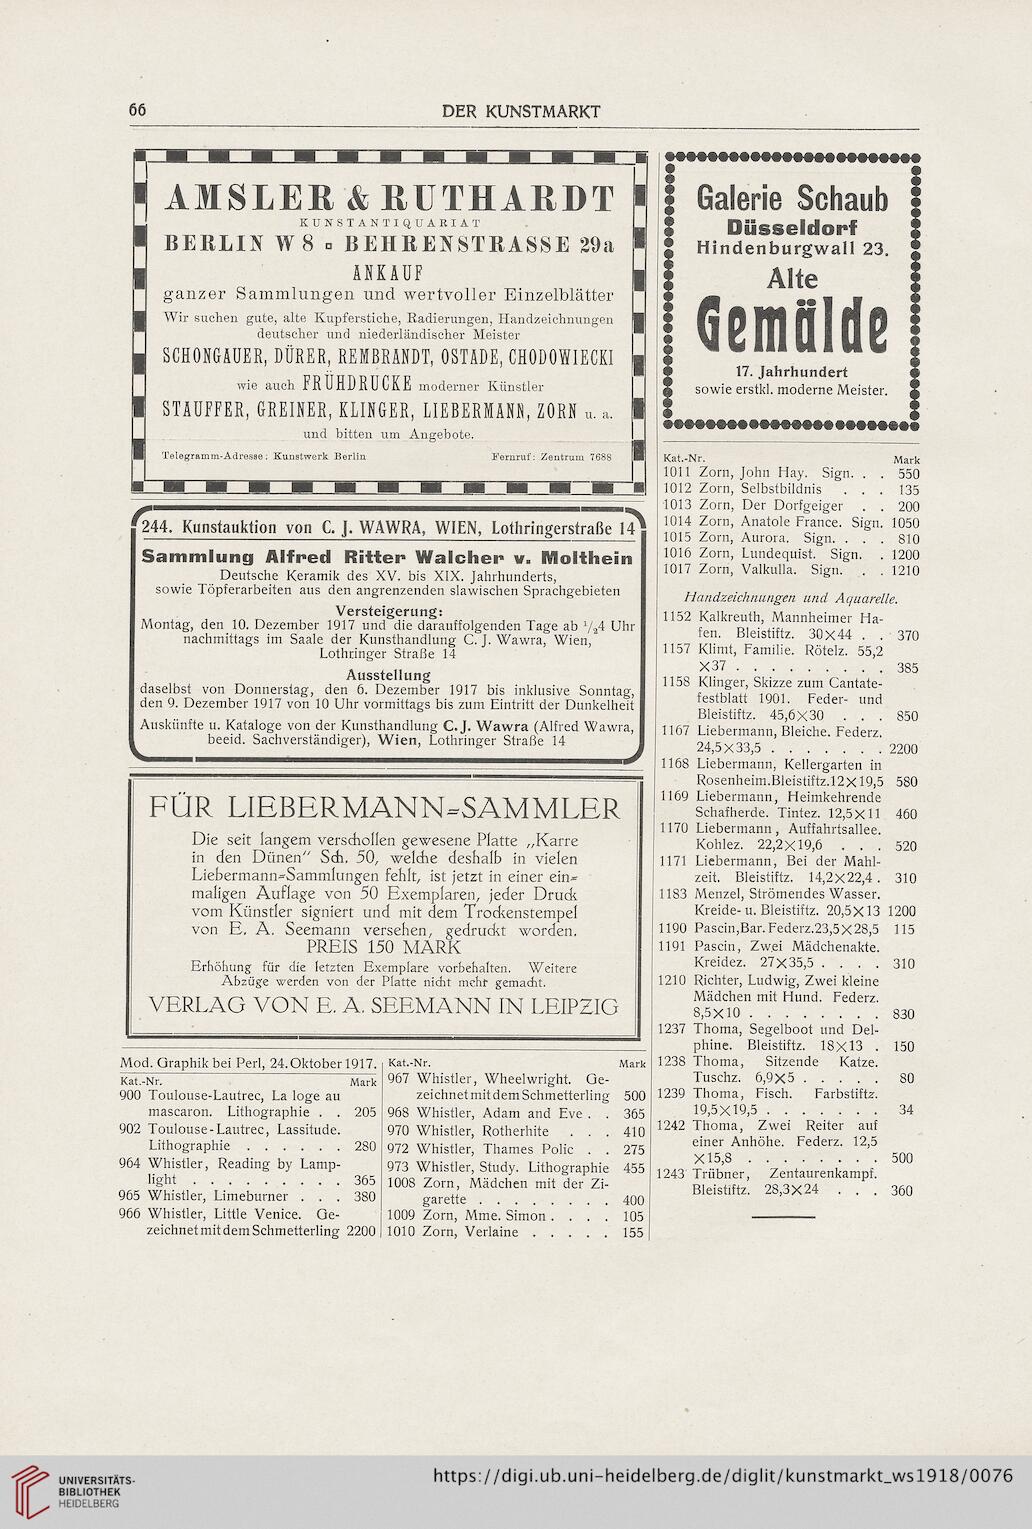 66
DER KUNSTMARKT
AMSLER & RUTHARDT
KUNSTANTIQUARIAT
BERLIN W 8 ▫ BEHRENSTRASSE 29a
ANKAUF
ganzer Sammlungen und wertvoller Einzelblätter
Wir suchen gute, alte Kupferstiche, Radierungen, Handzeichnungen
deutscher und niederländischer Meister
SCHONGAUER, DÜRER, REMBRANDT, OSTADE, CHODOWIECKI
wie auch FRÜHDRUCKE moderner Künstler
STAUFFER, GREINER, KLINGER, LIEBERMANN, ZORN u. a.
und bitten um Angebote.
Telegramm-Adresse: Kunstwerk Berlin Fernruf: Zentrum 7688
244. Kunstauktion von C. J. WAWRA, WIEN, Lothringerstraße 14
Sammlung Alfred Ritter Walcher v. Molthein
Deutsche Keramik des XV. bis XIX. Jahrhunderts,
sowie Töpferarbeiten aus den angrenzenden slawischen Sprachgebieten
Versteigerung:
Montag, den 10. Dezember 1917 und die darauffolgenden Tage ab 1/24 Uhr
nachmittags im Saale der Kunsthandlung C. J. Wawra, Wien,
Lothringer Straße 14
Ausstellung
daselbst von Donnerstag, den 6. Dezember 1917 bis inklusive Sonntag,
den 9. Dezember 1917 von 10 Uhr vormittags bis zum Eintritt der Dunkelheit
Auskünfte u. Kataloge von der Kunsthandlung C. J. Wawra (Alfred Wawra,
beeid. Sachverständiger), Wien, Lothringer Straße 14
FÜR LIEBERMANN=SAMMLER
Die seit langem verschollen gewesene Platte „Karre
in den Dünen" Sch. 50, welche deshalb in vielen
Liebermann=Sammlungen fehlt, ist jetzt in einer ein=
maligen Auflage von 50 Exemplaren, jeder Druck
vom Künstler signiert und mit dem Trockenstempel
von E. A. Seemann versehen, gedruckt worden.
PREIS 150 MARK
Erhöhung für die letzten Exemplare vorbehalten. Weitere
Abzüge werden von der Platte nicht mehr gemacht.
VERLAG VON E. A. SEEMANN IN LEIPZIG
Mod. Graphik bei Perl, 24. Oktober 1917.
Kat.-Nr. Mark
900 Toulouse-Lautrec, La loge au
mascaron. Lithographie . . 205
902 Toulouse-Lautrec, Lassitude.
Lithographie . . . . . . 280
964 Whistler, Reading by Lamp-
light . . . . . . . . . 365
965 Whistler, Limeburner . . . 380
966 Whistler, Little Venice. Ge-
zeichnet mit dem Schmetterling 2200
Kat.-Nr. Mark
967 Whistler, Wheelwright. Ge-
zeichnet mit dem Schmetterling 500
968 Whistler, Adam and Eve . . 365
970 Whistler, Rotherhite . . . 410
972 Whistler, Thames Polic . . 275
973 Whistler, Study. Lithographie 455
1008 Zorn, Mädchen mit der Zi-
garette . . . . . . . 400
1009 Zorn, Mme. Simon . . . . 105
1010 Zorn, Verlaine . . . . . 155
Galerie Schaub
Düsseldorf
Hindenburgwall 23.
Alte
Gemälde
17. Jahrhundert
sowie erstkl. moderne Meister.
Kat.-Nr. Mark
1011 Zorn, John Hay. Sign. . . 550
1012 Zorn, Selbstbildnis . . . 135
1013 Zorn, Der Dorfgeiger . . 200
1014 Zorn, Anatole France. Sign. 1050
1015 Zorn, Aurora. Sign. . . . 810
1016 Zorn, Lundequist. Sign. . 1200
1017 Zorn, Valkulla. Sign. . . 1210
Handzeichnungen und Aquarelle.
1152 Kalkreuth, Mannheimer Ha-
fen. Bleistiftz. 30×44 . . 370
1157 Klimt, Familie. Rötelz. 55,2
×37 . . . . . . . . . 385
1158 Klinger, Skizze zum Cantate-
festblatt 1901. Feder- und
Bleistiftz. 45,6×30 . . . 850
1167 Liebermann, Bleiche. Federz.
24,5×33,5 . . . . . . . 2200
1168 Liebermann, Kellergarten in
Rosenheim. Bleistiftz. 12×19,5 580
1169 Liebermann, Heimkehrende
Schafherde. Tintez. 12,5×11 460
1170 Liebermann, Auffahrtsallee.
Kohlez. 22,2×19,6 . . . 520
1171 Liebermann, Bei der Mahl-
zeit. Bleistiftz. 14,2×22,4 . 310
1183 Menzel, Strömendes Wasser.
Kreide- u. Bleistiftz. 20,5×13 1200
1190 Pascin, Bar. Federz. 23,5×28,5 115
1191 Pascin, Zwei Mädchenakte.
Kreidez. 27×35,5 . . . . 310
1210 Richter, Ludwig, Zwei kleine
Mädchen mit Hund. Federz.
8,5×10 . . . . . . . . 830
1237 Thoma, Segelboot und Del-
phine. Bleistiftz. 18×13 . 150
1238 Thoma, Sitzende Katze.
Tuschz. 6,9×5 . . . . . 80
1239 Thoma, Fisch. Farbstiftz.
19,5×19,5 . . . . . . . 34
1242 Thoma, Zwei Reiter auf
einer Anhöhe. Federz. 12,5
×15,8 . . . . . . . . 500
1243 Trübner, Zentaurenkampf.
Bleistiftz. 28,3×24 . . . 360
UNIVERSITÄTS-
BIBLIOTHEK
HEIDELBERG
https://digi.ub.uni-heidelberg.de/diglit/kunstmarkt_ws1918/0076